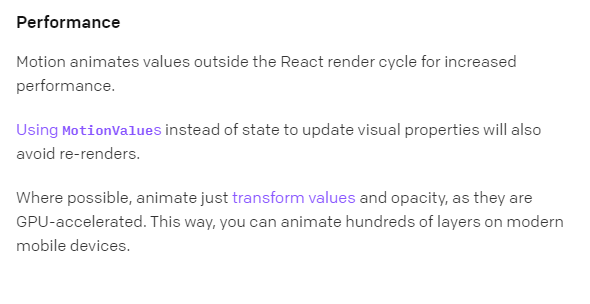 Performance
Motion animates values outside the React render cycle for increased
performance.
Using MotionValues instead of state to update visual properties will also
avoid re-renders.
Where possible, animate just transform values and opacity, as they are
GPU-accelerated. This way, you can animate hundreds of layers on modern
mobile devices.